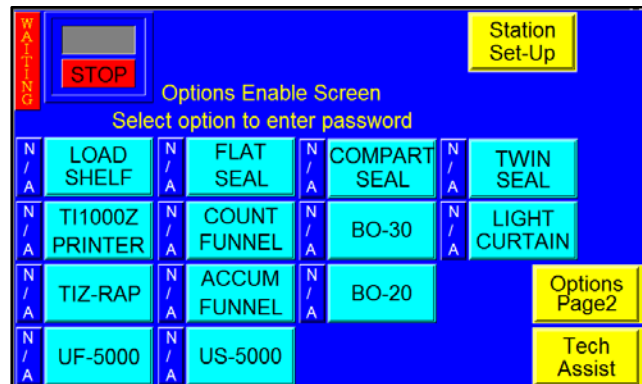 WAITING
STOP
Station
Set-Up
Options Enable Screen
Select option to enter password
N/A
LOAD
SHELF
N/A
FLAT
SEAL
N/A
COMPART
SEAL
N/A
TWIN
SEAL
N/A
TI1000Z
PRINTER
N/A
COUNT
FUNNEL
N/A
BO-30
N/A
LIGHT
CURTAIN
N/A
TIZ-RAP
N/A
ACCUM
FUNNEL
N/A
BO-20
Options
Page2
N/A
UF-5000
N/A
US-5000
Tech
Assist